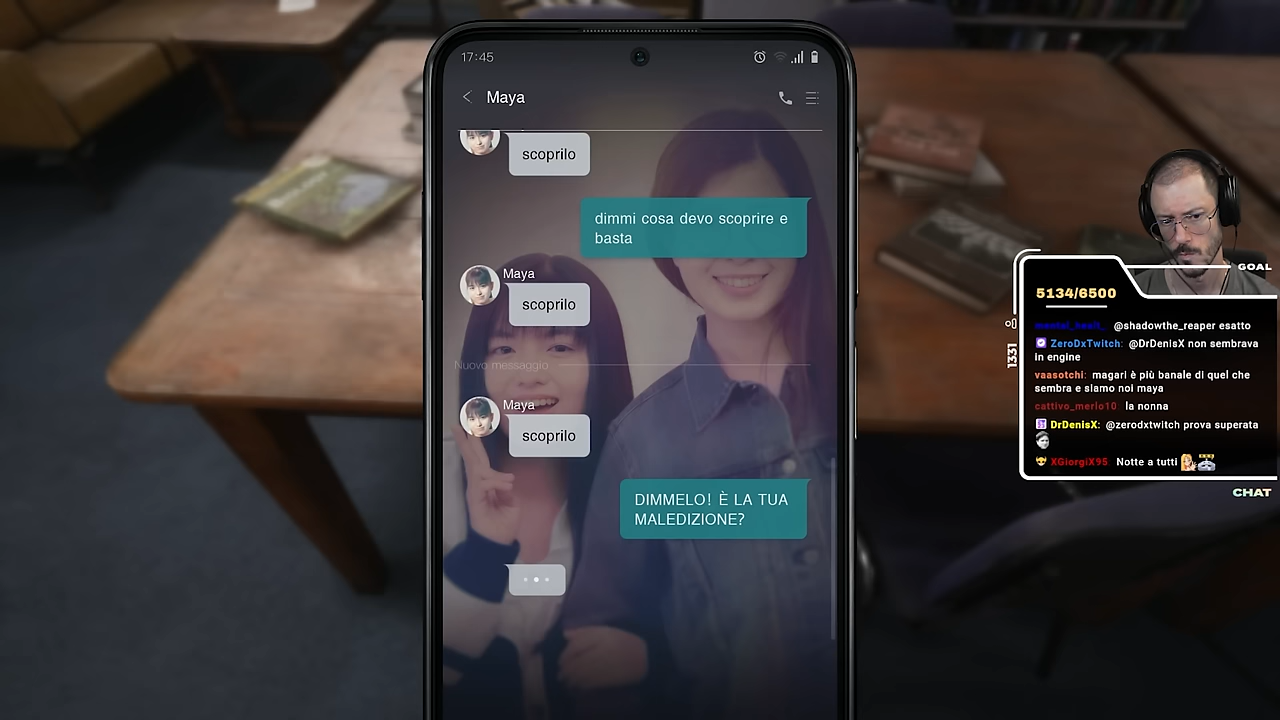 17:45
Maya
scoprilo
dimmi cosa devo scoprire e
basta
Maya
scoprilo
Nuovo messaggio
Maya
scoprilo
DIMMELO! È LA TUA
MALEDIZIONE?
GOAL
5134/6500
1331
@shadowthe_reaper esatto
ZeroDxTwitch: @DrDenisX non sembrava
in engine
vaasotchi: magari è più banale di quel che
sembra e siamo noi maya
cattivo_merlo10 la nonna
DrDenisX: @zerodxtwitch prova superata
XGiorgiX95 Notte a tutti
CHAT